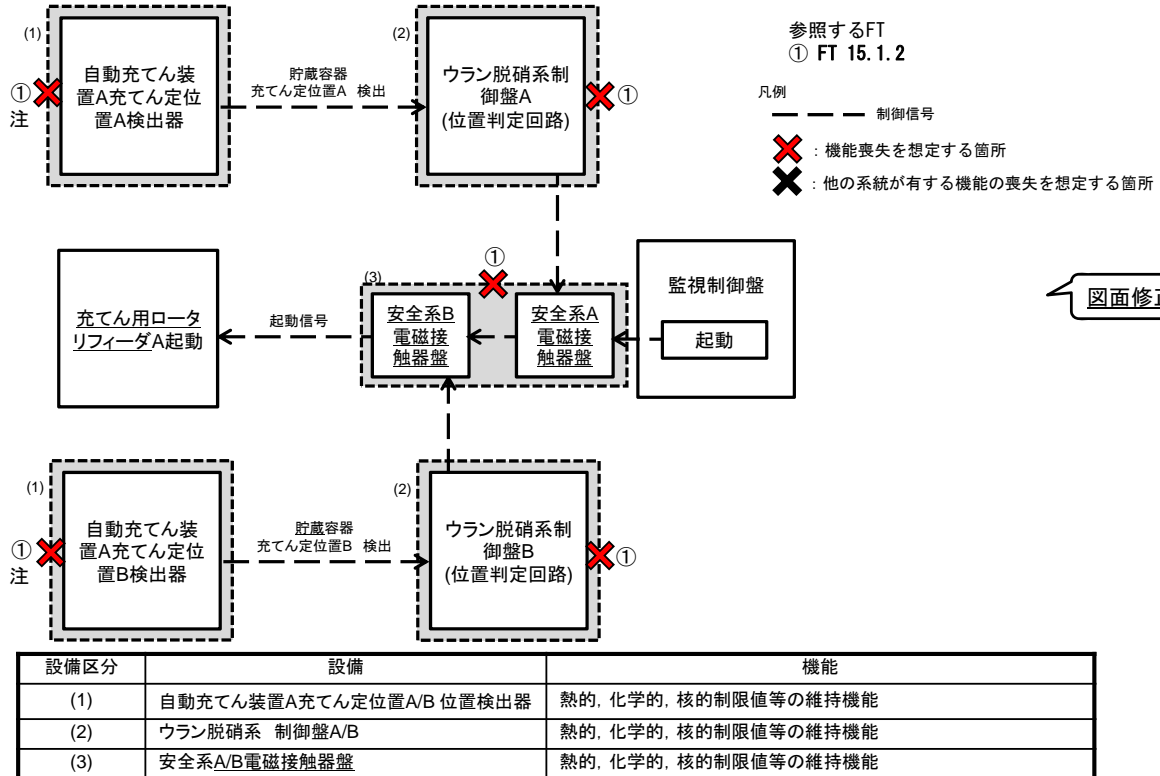 (1)
自動充てん装
置A充てん定位
置A検出器
①
注
貯蔵容器
充てん定位置A 検出
(2)
ウラン脱硝系制
御盤A
(位置判定回路)
①
参照するFT
① FT 15.1.2
凡例
制御信号
：機能喪失を想定する箇所
：他の系統が有する機能の喪失を想定する箇所
充てん用ロータ
リフィーダA起動
起動信号
(3)
①
安全系B
電磁接
触器盤
安全系A
電磁接
触器盤
監視制御盤
起動
図面修正
(1)
自動充てん装
置A充てん定位
置B検出器
①
注
貯蔵容器
充てん定位置B 検出
(2)
ウラン脱硝系制
御盤B
(位置判定回路)
①
設備区分 設備 機能
(1) 自動充てん装置A充てん定位置A/B 位置検出器 熱的, 化学的, 核的制限値等の維持機能
(2) ウラン脱硝系 制御盤A/B 熱的, 化学的, 核的制限値等の維持機能
(3) 安全系A/B電磁接触器盤 熱的, 化学的, 核的制限値等の維持機能